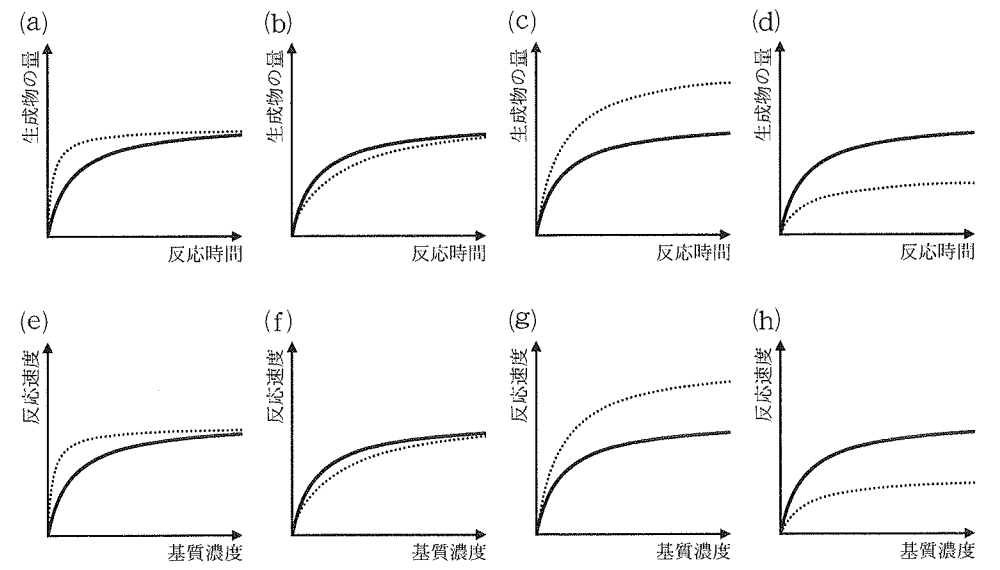 (a)
生成物の量
反応時間
(b)
生成物の量
反応時間
(c)
生成物の量
反応時間
(d)
生成物の量
反応時間
(e)
反応速度
基質濃度
(f)
反応速度
基質濃度
(g)
反応速度
基質濃度
(h)
反応速度
基質濃度